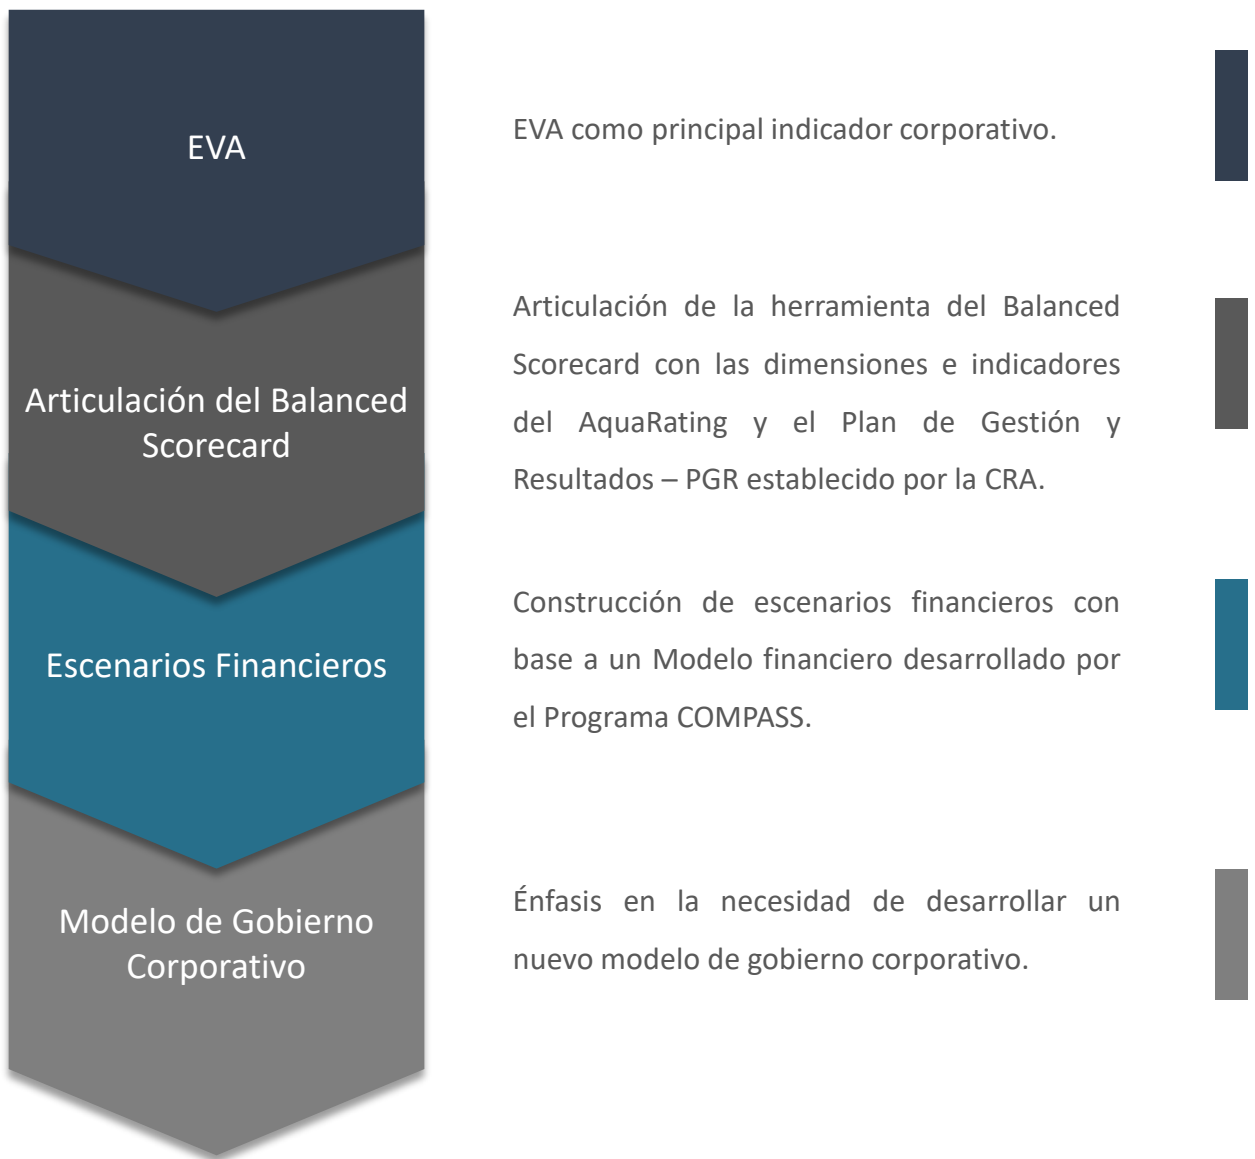 EVA
EVA como principal indicador corporativo.
Articulación del Balanced
Scorecard
Articulación de la herramienta del Balanced
Scorecard con las dimensiones e indicadores
del AquaRating y el Plan de Gestión y
Resultados – PGR establecido por la CRA.
Escenarios Financieros
Construcción de escenarios financieros con
base a un Modelo financiero desarrollado por
el Programa COMPASS.
Modelo de Gobierno
Corporativo
Énfasis en la necesidad de desarrollar un
nuevo modelo de gobierno corporativo.